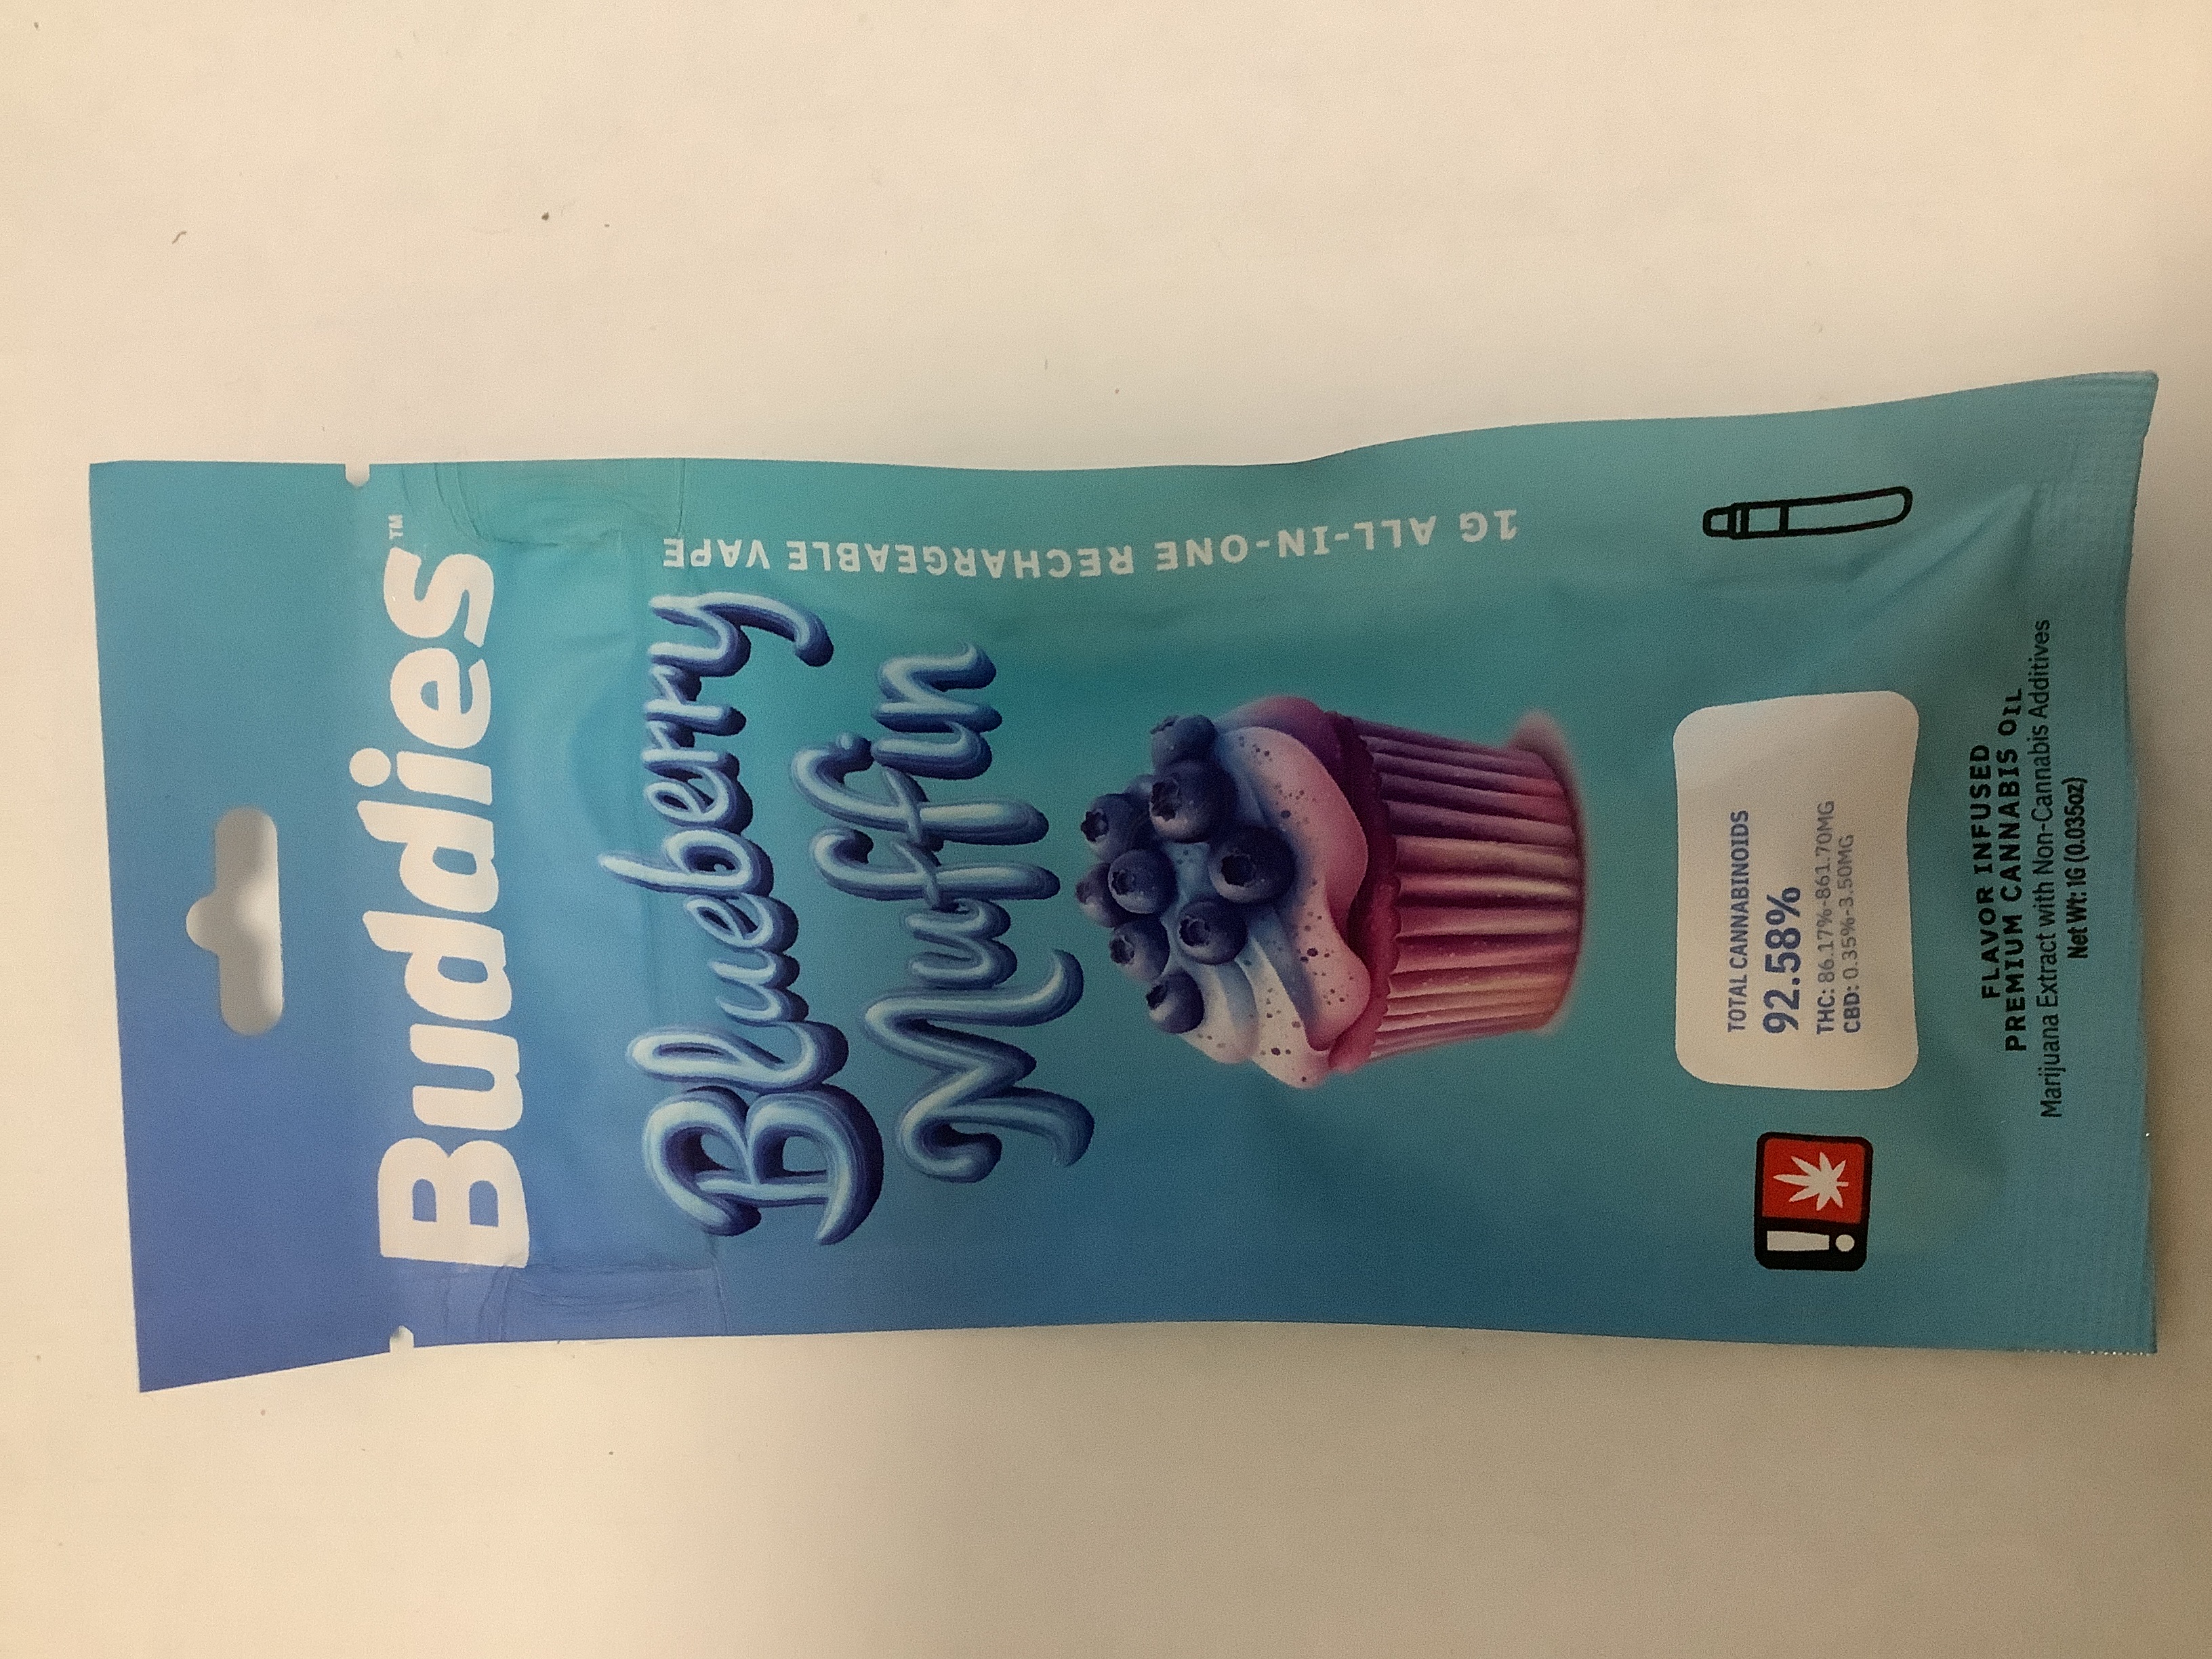 Buddies™
Blueberry
Muffin
1G ALL-IN-ONE RECHARGEABLE VAPE
TOTAL CANNABINOIDS
92.58%
THC: 86.17%-861.70MG
CBD: 0.35%-3.50MG
!
FLAVOR INFUSED
PREMIUM CANNABIS OIL
Marijuana Extract with Non-Cannabis Additives
Net Wt: 1G (0.035oz)